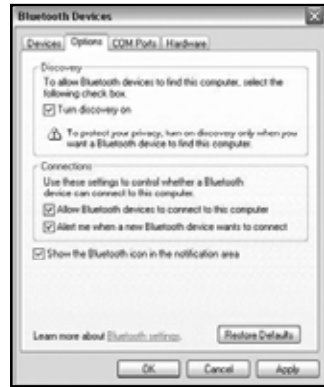 Bluetooth Devices
Devices Options COM Ports Hardware
Discovery
To allow Bluetooth devices to find this computer, select the
following check box.
Turn discovery on
To protect your privacy, turn on discovery only when you
want a Bluetooth device to find this computer.
Connections
Use these settings to control whether a Bluetooth
device can connect to this computer.
Allow Bluetooth devices to connect to this computer
Alert me when a new Bluetooth device wants to connect
Show the Bluetooth icon in the notification area
Learn more about Bluetooth settings. Restore Defaults
OK Cancel Apply